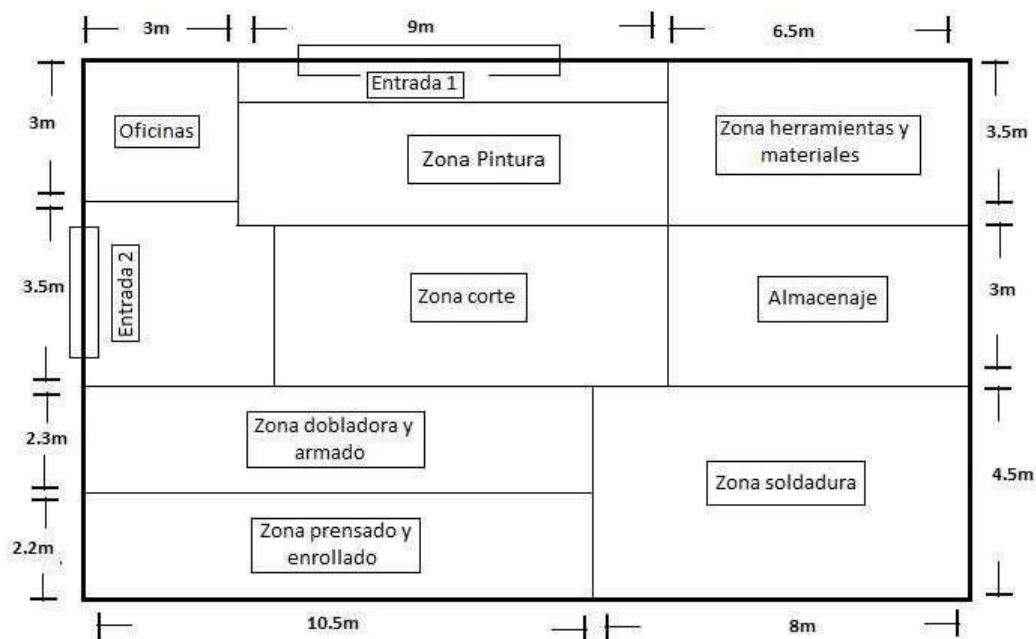 3m
9m
6.5m
Entrada 1
3m
Oficinas
Zona Pintura
Zona herramientas y
materiales
3.5m
3.5m
Entrada 2
Zona corte
Almacenaje
3m
2.3m
Zona dobladora y
armado
Zona soldadura
4.5m
2.2m
Zona prensado y
enrollado
10.5m
8m